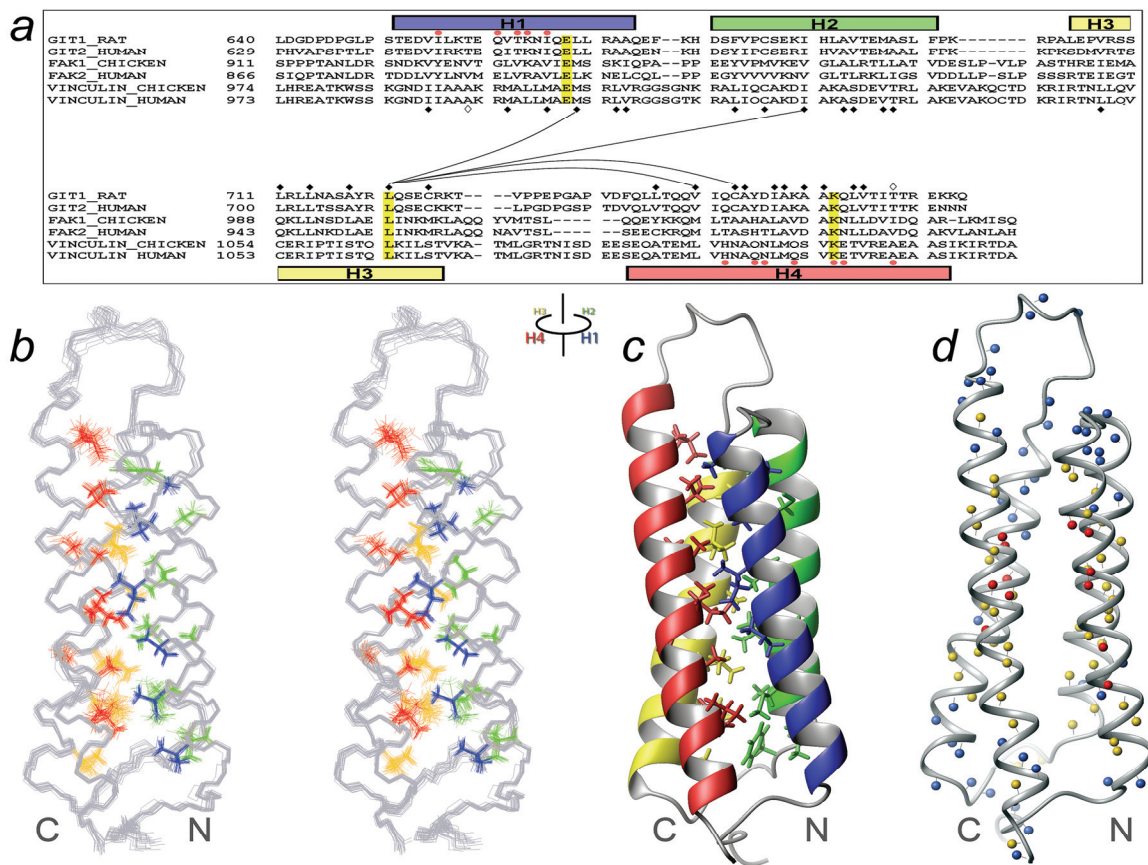 a
H1 H2 H3
GIT1_RAT 640 LDGDPDPGLP STEDVILKTE QVTKNIQELL RAAQEF--KH DSFVPCSEKI HLAVTEMASL FPK------- --RPALEPVRSS
GIT2_HUMAN 629 PHVAPSPTLP STEDVIRKTE QITKNIQELL RAAQEN--KH DSYIPCSERI HVAVTEMAAL FPK------- --KPKSDMVRTS
FAK1_CHICKEN 911 SPPPTANLDR SNDKVYENVT GLVKAVIEMS SKIQPA--PP EEYVPMVKEV GLALRTLLAT VDESLP-VLP ASTHREIEMA
FAK2_HUMAN 866 SIQPTANLDR TDDLVYLNVM ELVRAVLELK NELCQL--PP EGYVVVVKNV GLTLRKLIGS VDDLLP-SLP SSSRTEIEGT
VINCULIN_CHICKEN 974 LHREATKWSS KGNDIIAAAK RMALLMAEMS RLVRGGSGNK RALIQCAKDI AKASDEVTRL AKEVAKQCTD KRIRTNLLQV
VINCULIN_HUMAN 973 LHREATKWSS KGNDIIAAAK RMALLMAEMS RLVRGGSGTK RALIQCAKDI AKASDEVTRL AKEVAKACTD KRIRTNLLQV
GIT1_RAT 711 LRLLNASAYR LQSECRKT-- --VPPEPGAP VDFQLLTQQV IQCAYDIAKA AKQLVTITTR EKKQ
GIT2_HUMAN 700 LRLLTSSAYR LQSECKKT-- --LPGDPGSP TDVQLVTQQV IQCAYDIAKA AKQLVTITTK ENNN
FAK1_CHICKEN 988 QKLLNSDLAE LINKMKLAQQ YVMTSL---- --QQEYKKQM LTAAHALAVD AKNLLDVIDQ AR-LKMISQ
FAK2_HUMAN 943 QKLLNKDLAE LINKMRLAQQ NAVTSL---- --SEECKRQM LTASHTLAVD AKNLLDAVDQ AKVLANLAHP
VINCULIN_CHICKEN 1054 CERIPTISTQ LKILSTVKA- TMLGRTNISD EESEQATEML VHNAQNLMQS VKETVREAEA ASIKIRTDA
VINCULIN_HUMAN 1053 CERIPTISTQ LKILSTVKA- TMLGRTNISD EESEQATEML VHNAQNLMQS VKETVREAEA ASIKIRTDA
H3 H4
b
H3 H2
H4 H1
c
d
C N
C N
C N